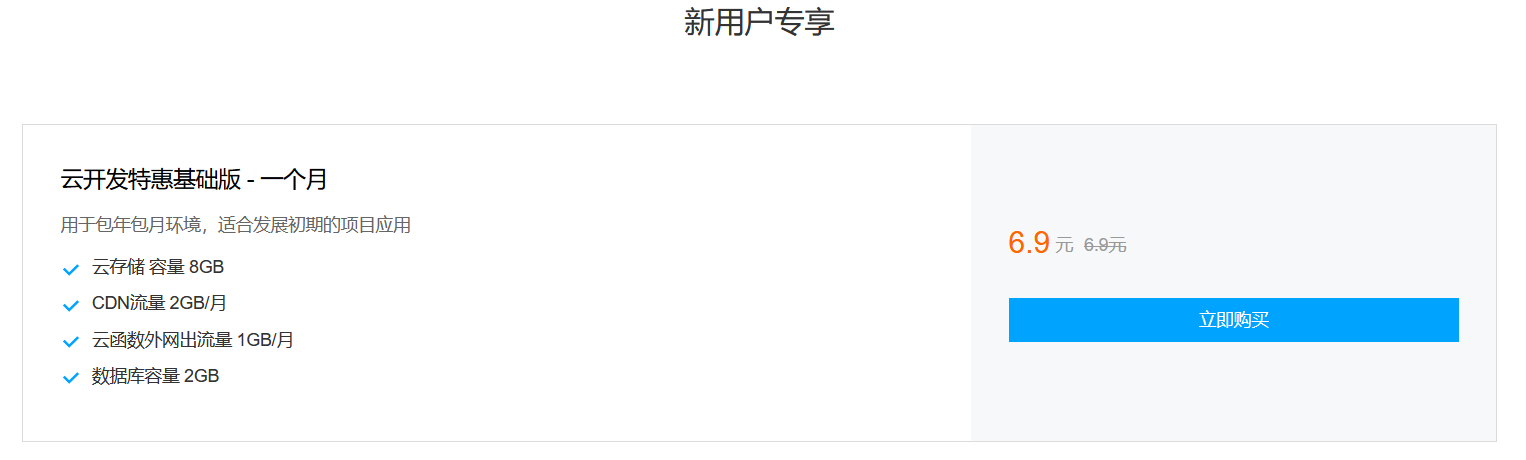 新用户专享
云开发特惠基础版 - 一个月
用于包年包月环境，适合发展初期的项目应用
云存储 容量 8GB
CDN流量 2GB/月
云函数外网出流量 1GB/月
数据库容量 2GB
6.9 元 6.9元
立即购买